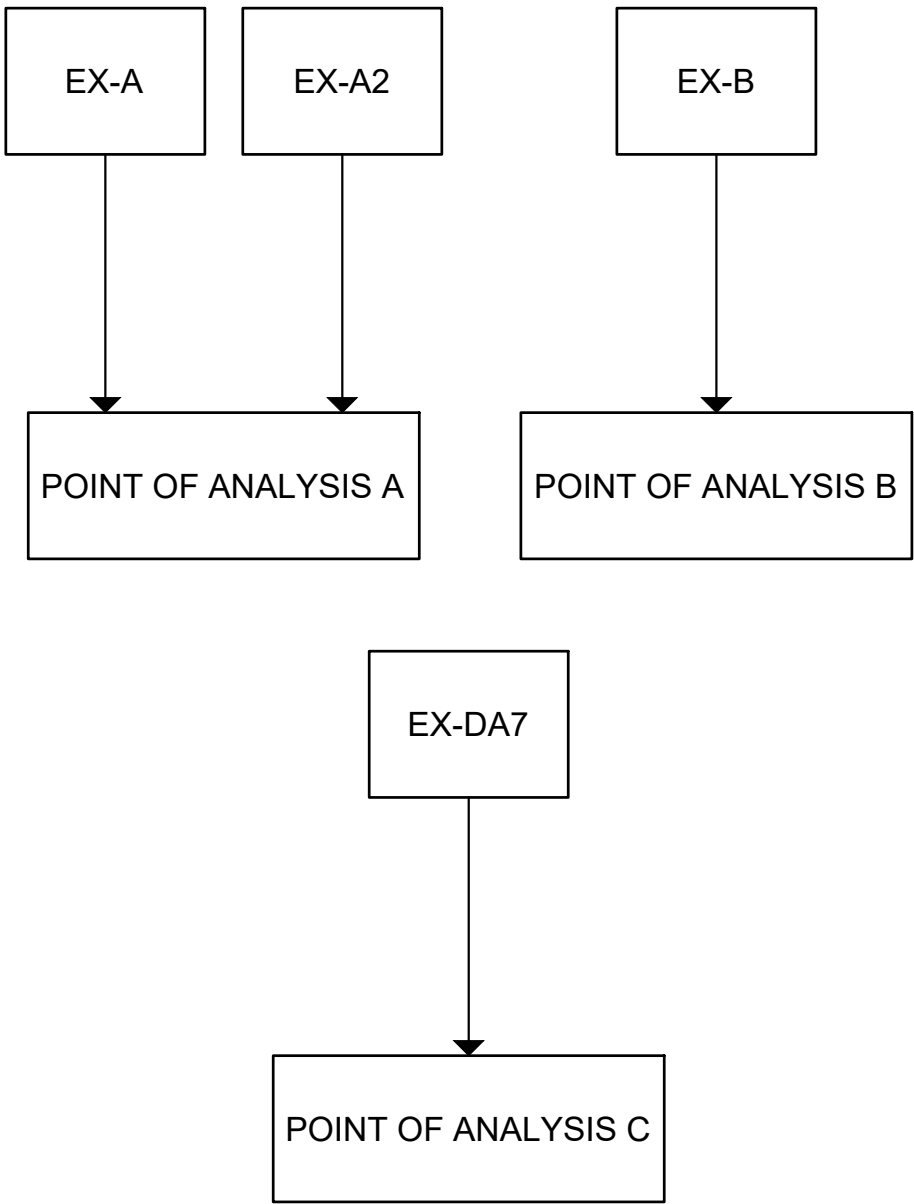 EX-A
EX-A2
EX-B
POINT OF ANALYSIS A
POINT OF ANALYSIS B
EX-DA7
POINT OF ANALYSIS C